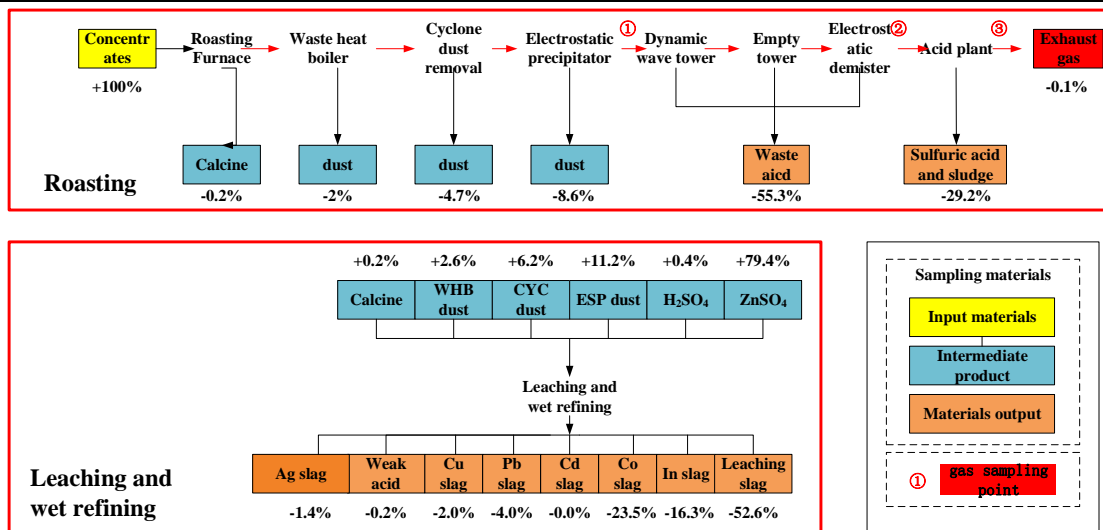 ① ② ③
Concentr
ates
Roasting
Furnace
Waste heat
boiler
Cyclone
dust
removal
Electrostatic
precipitator
Dynamic
wave tower
Empty
tower
Electrost
atic
demister
Acid plant
Exhaust
gas
+100%
-0.1%
Calcine
dust
dust
dust
Waste
aicd
Sulfuric acid
and sludge
Roasting
-0.2%
-2%
-4.7%
-8.6%
-55.3%
-29.2%
+0.2% +2.6% +6.2% +11.2% +0.4% +79.4%
Calcine
WHB
dust
CYC
dust
ESP dust
H₂SO₄
ZnSO₄
Leaching and
wet refining
Ag slag
Weak
acid
Cu
slag
Pb
slag
Cd
slag
Co
slag
In slag
Leaching
slag
-1.4% -0.2% -2.0% -4.0% -0.0% -23.5% -16.3% -52.6%
Leaching and
wet refining
Sampling materials
Input materials
Intermediate
product
Materials output
①
gas sampling
point